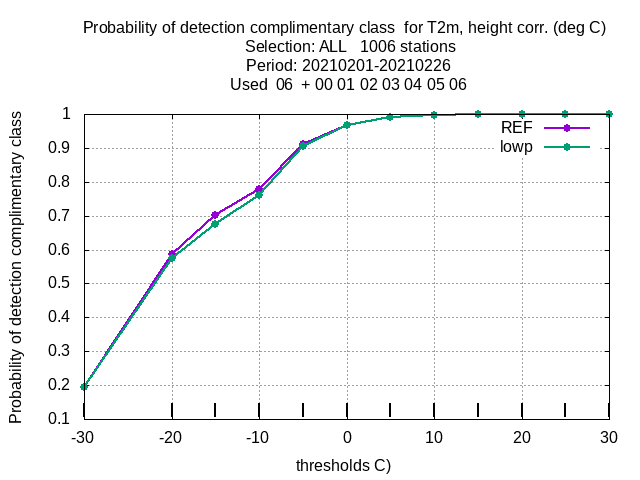 Probability of detection complimentary class  for T2m, height corr. (deg C)
Selection: ALL   1006 stations
Period: 20210201-20210226
Used  06  + 00 01 02 03 04 05 06
Probability of detection complimentary class
1
0.9
0.8
0.7
0.6
0.5
0.4
0.3
0.2
0.1
REF
lowp
-30 -20 -10 0 10 20 30
thresholds C)